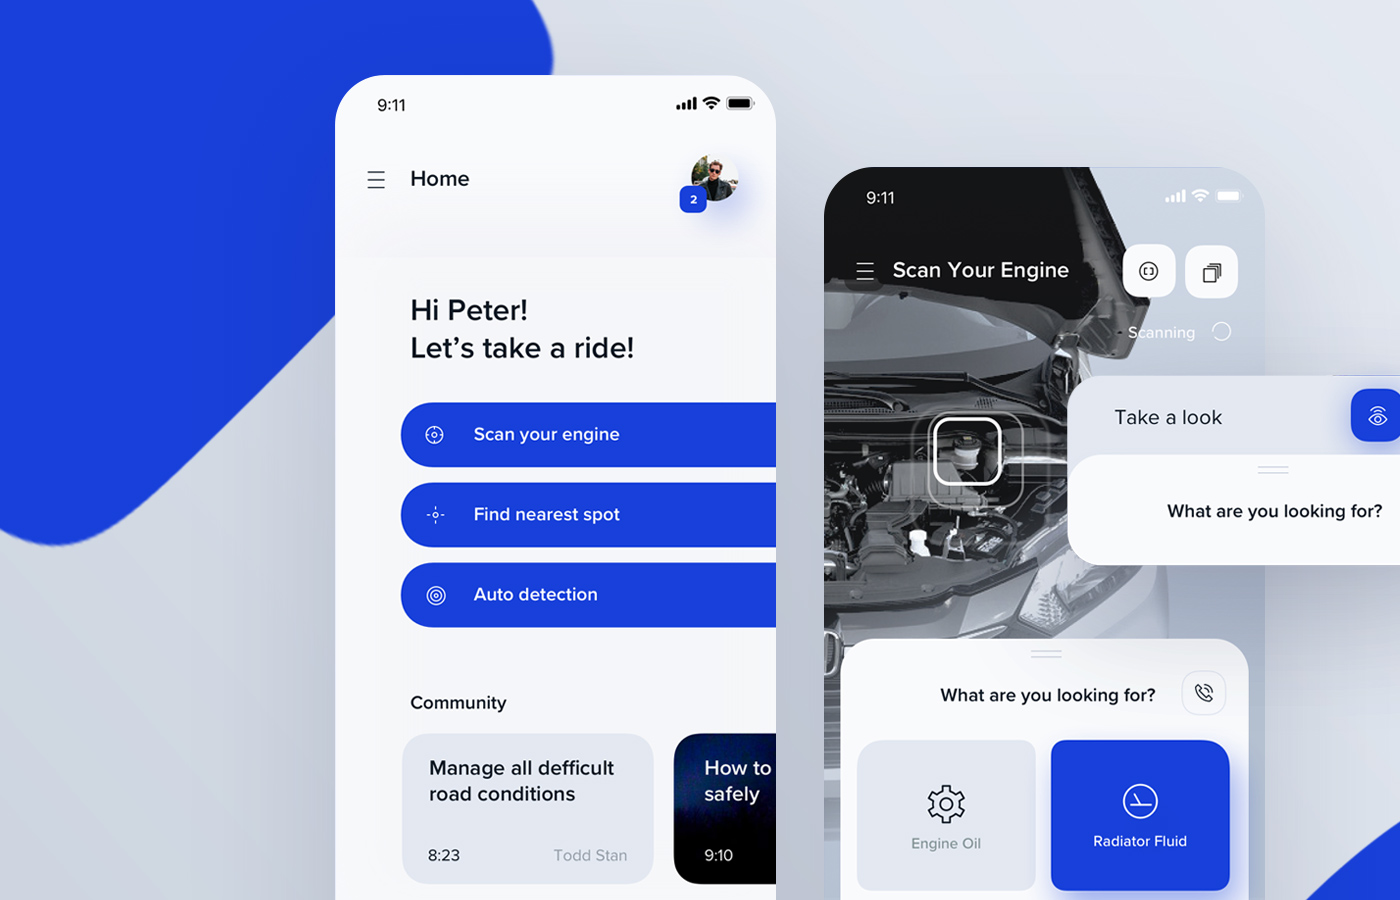 9:11
Home
2
Hi Peter!
Let's take a ride!
Scan your engine
Find nearest spot
Auto detection
Community
Manage all defficult
road conditions
8:23
Todd Stan
How to
safely
9:10
9:11
Scan Your Engine
Scanning
Take a look
What are you looking for?
What are you looking for?
Engine Oil
Radiator Fluid